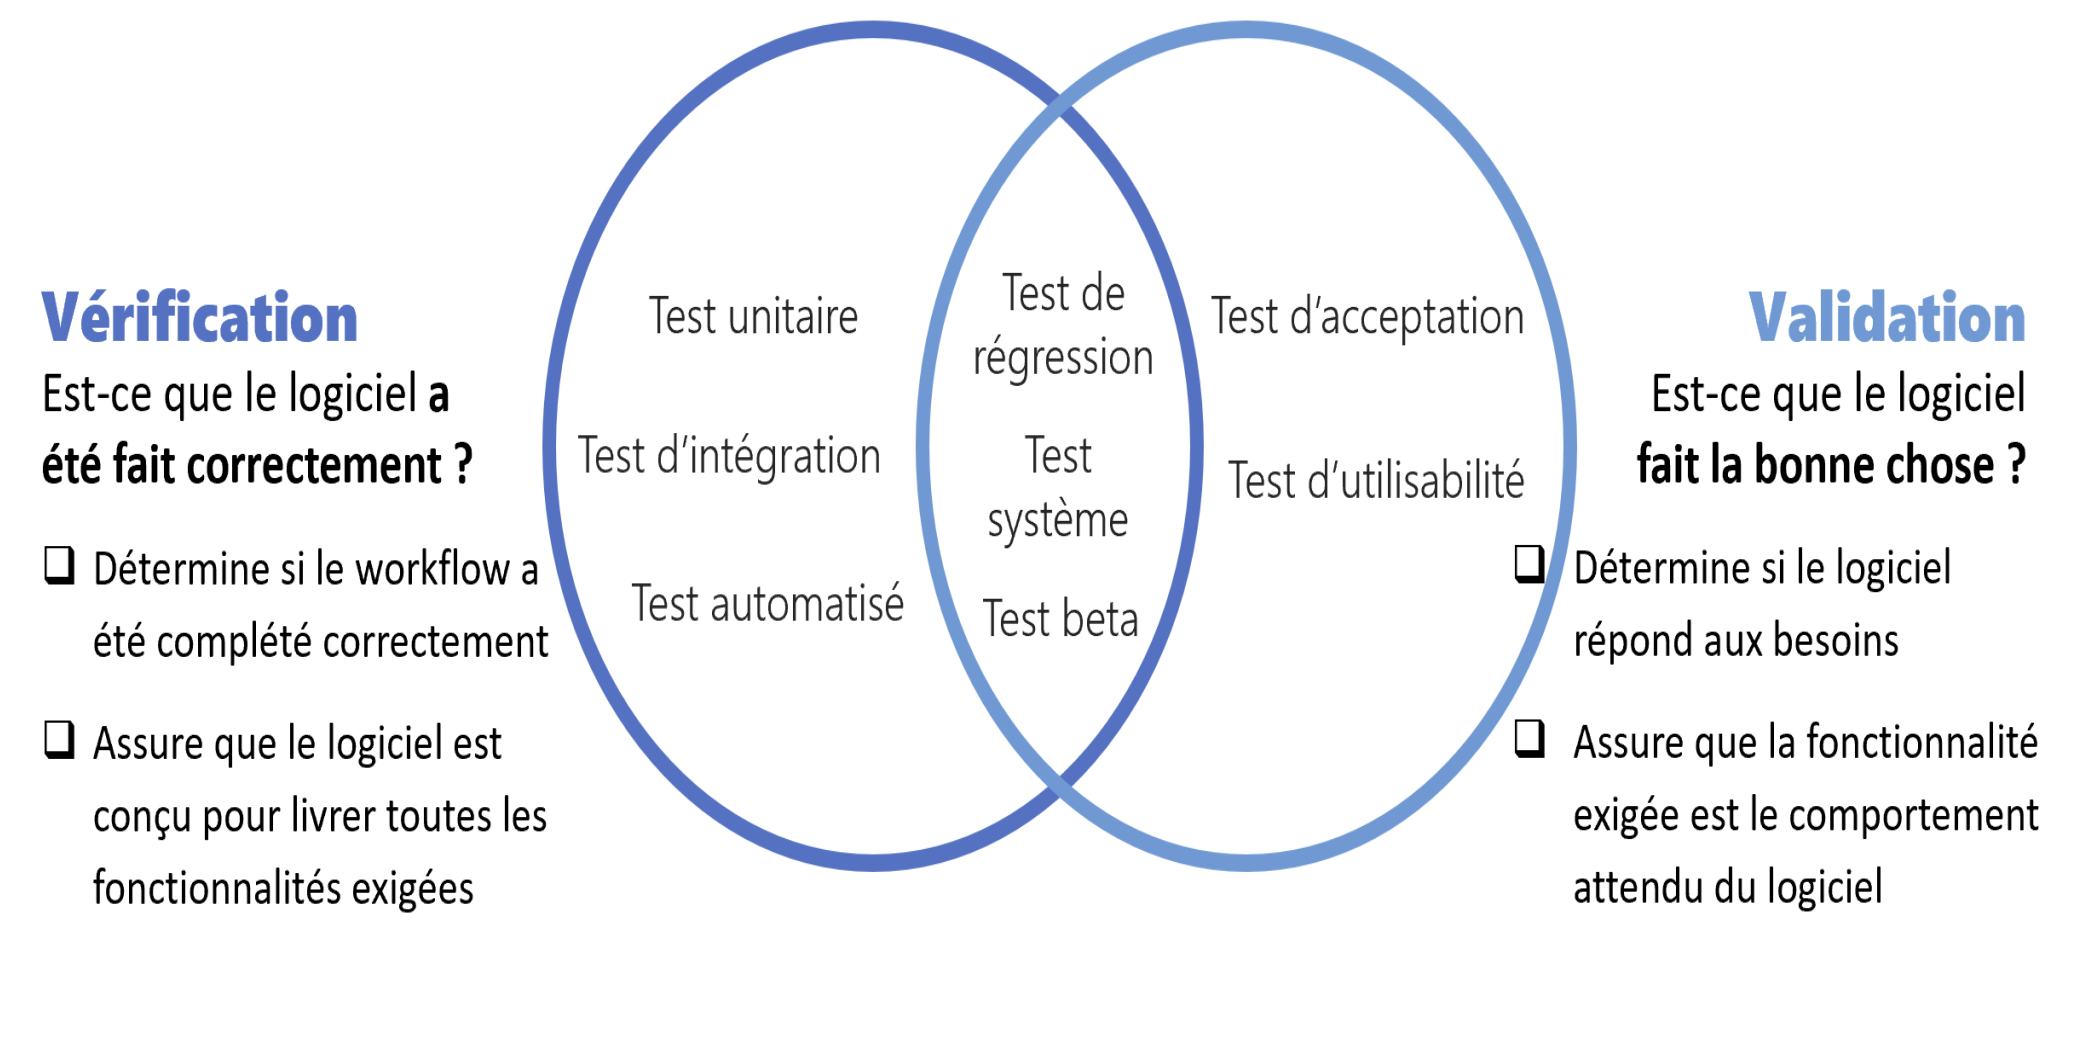 Vérification
Est-ce que le logiciel a
été fait correctement ?
❑ Détermine si le workflow a
été complété correctement
❑ Assure que le logiciel est
conçu pour livrer toutes les
fonctionnalités exigées
Test unitaire
Test d’intégration
Test automatisé
Test de
régression
Test
système
Test beta
Test d’acceptation
Test d’utilisabilité
Validation
Est-ce que le logiciel
fait la bonne chose ?
❑ Détermine si le logiciel
répond aux besoins
❑ Assure que la fonctionnalité
exigée est le comportement
attendu du logiciel